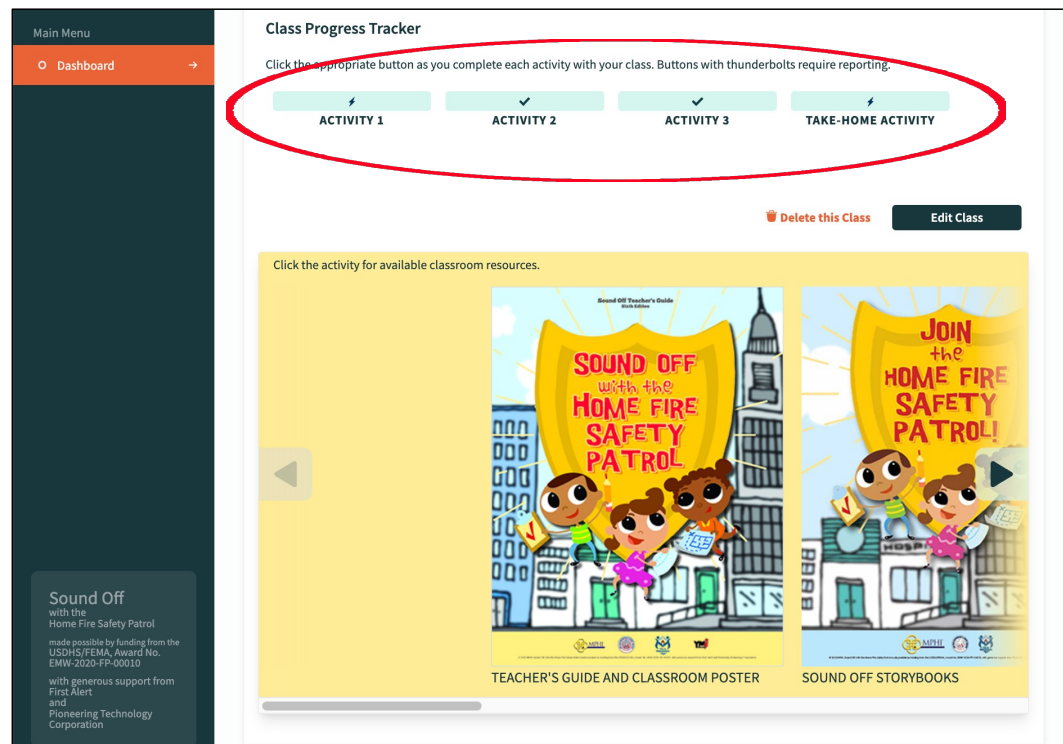 Main Menu
Dashboard
Class Progress Tracker
Click the appropriate button as you complete each activity with your class. Buttons with thunderbolts require reporting.
ACTIVITY 1
ACTIVITY 2
ACTIVITY 3
TAKE-HOME ACTIVITY
Delete this Class
Edit Class
Click the activity for available classroom resources.
Sound Off Teacher's Guide
Sixth Edition
SOUND OFF
with the
HOME FIRE
SAFETY
PATROL
MPHI
YMI
TEACHER'S GUIDE AND CLASSROOM POSTER
JOIN
the
HOME FIRE
SAFETY
PATROL!
MPHI
SOUND OFF STORYBOOKS
Sound Off
with the
Home Fire Safety Patrol
made possible by funding from the
USDHS/FEMA, Award No.
EMW-2020-FP-00010
with generous support from
First Alert
and
Pioneering Technology
Corporation